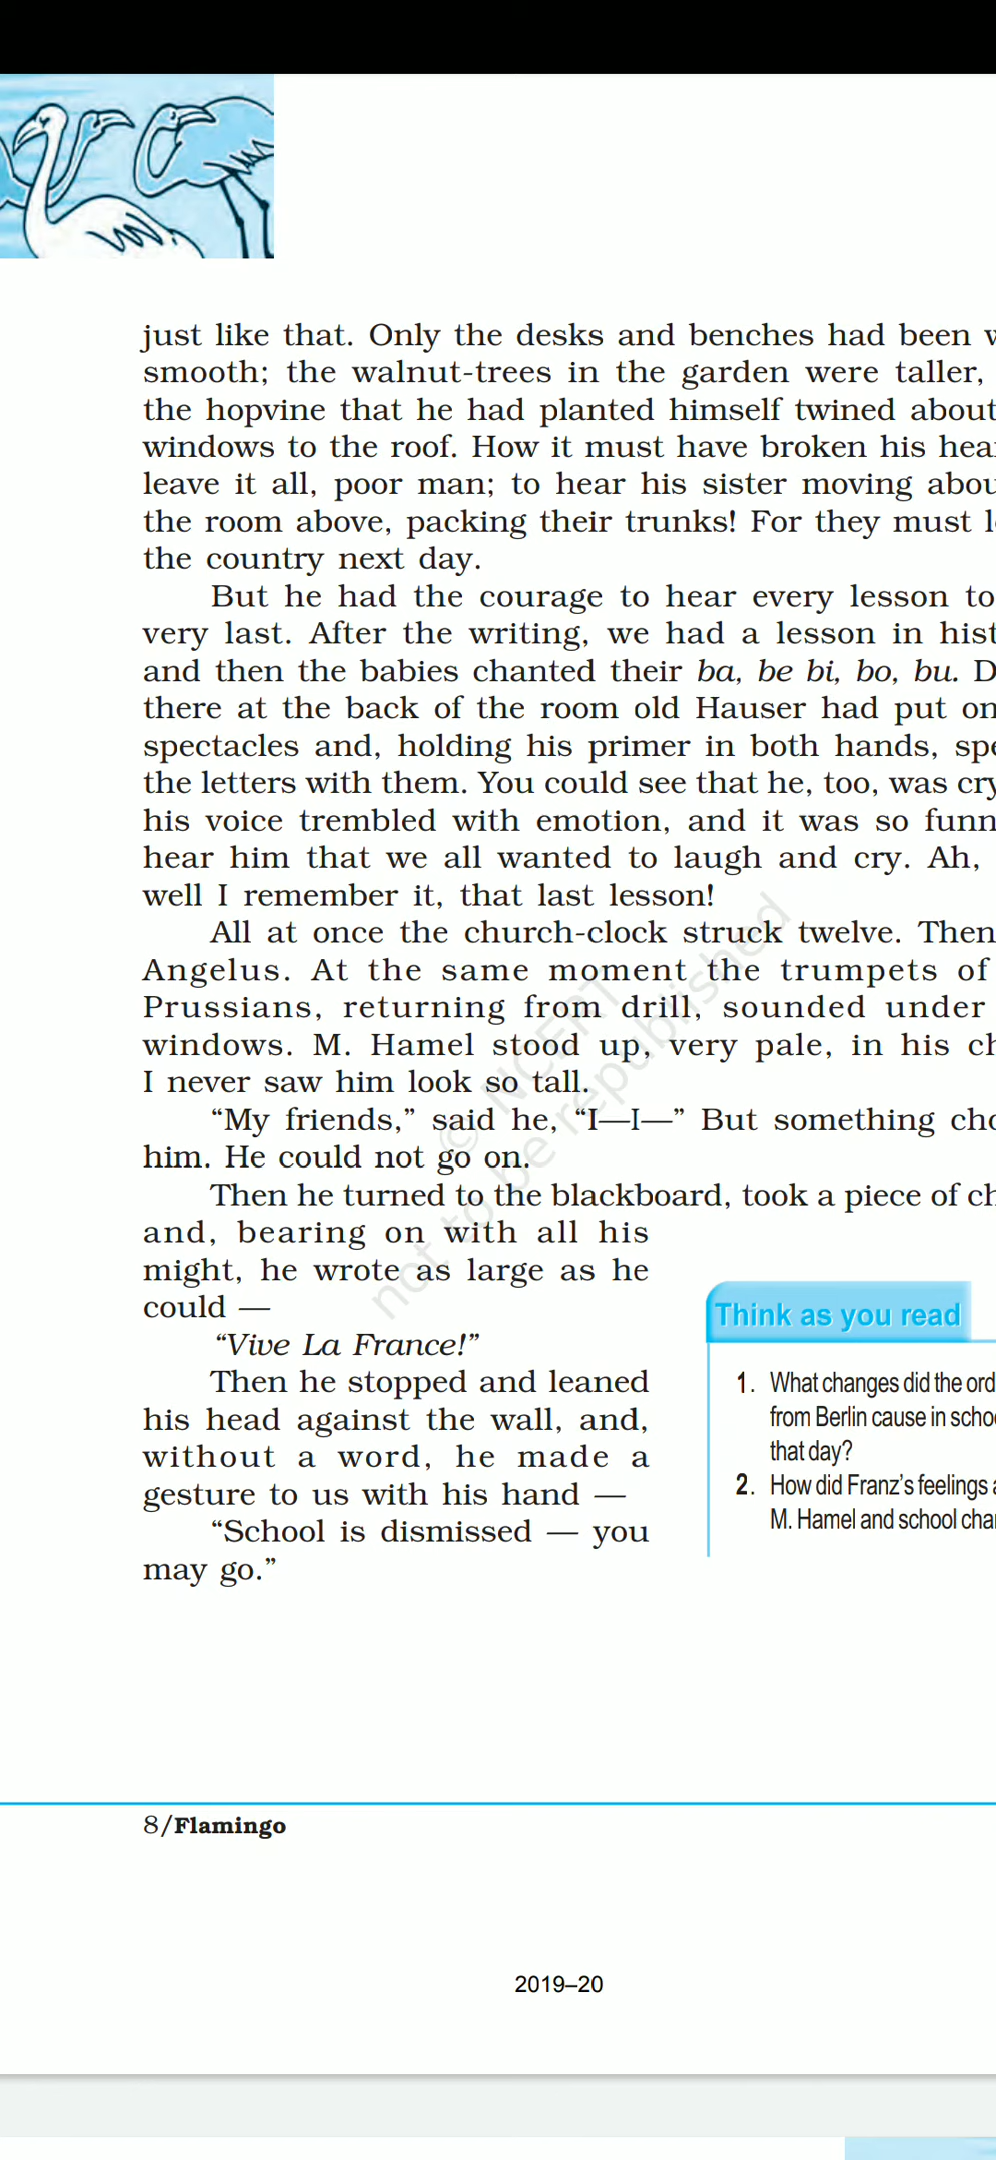 just like that. Only the desks and benches had been
smooth; the walnut-trees in the garden were taller,
the hopvine that he had planted himself twined about
windows to the roof. How it must have broken his
leave it all, poor man; to hear his sister moving
the room above, packing their trunks! For they must
the country next day.
But he had the courage to hear every lesson to
very last. After the writing, we had a lesson in
and then the babies chanted their ba, be bi, bo, bu.
there at the back of the room old Hauser had put on
spectacles and, holding his primer in both hands,
the letters with them. You could see that he, too, was
his voice trembled with emotion, and it was so
hear him that we all wanted to laugh and cry. Ah,
well I remember it, that last lesson!
All at once the church-clock struck twelve. Then
Angelus. At the same moment the trumpets of
Prussians, returning from drill, sounded under
windows. M. Hamel stood up, very pale, in his
I never saw him look so tall.
“My friends,” said he, “I—I—” But something
him. He could not go on.
Then he turned to the blackboard, took a piece of
and, bearing on with all his
might, he wrote as large as he
could —
“Vive La France!”
Then he stopped and leaned
his head against the wall, and,
without a word, he made a
gesture to us with his hand —
“School is dismissed — you
may go.”
Think as you read
1. What changes did the
from Berlin cause in
that day?
2. How did Franz’s feelings
M. Hamel and school
© NCERT
not to be republished
8/Flamingo
2019–20